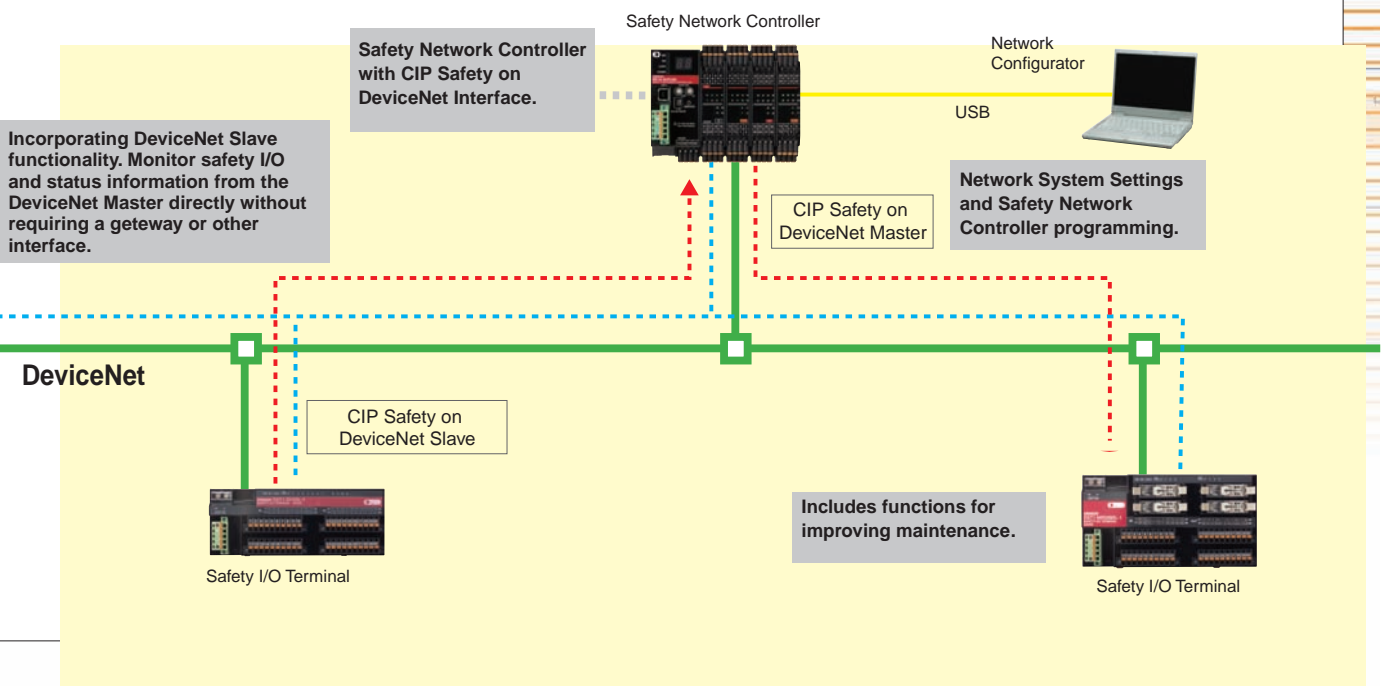 Safety Network Controller
Safety Network Controller
with CIP Safety on
DeviceNet Interface.
Network
Configurator
USB
Incorporating DeviceNet Slave
functionality. Monitor safety I/O
and status information from the
DeviceNet Master directly without
requiring a geteway or other
interface.
CIP Safety on
DeviceNet Master
Network System Settings
and Safety Network
Controller programming.
DeviceNet
CIP Safety on
DeviceNet Slave
Includes functions for
improving maintenance.
Safety I/O Terminal
Safety I/O Terminal